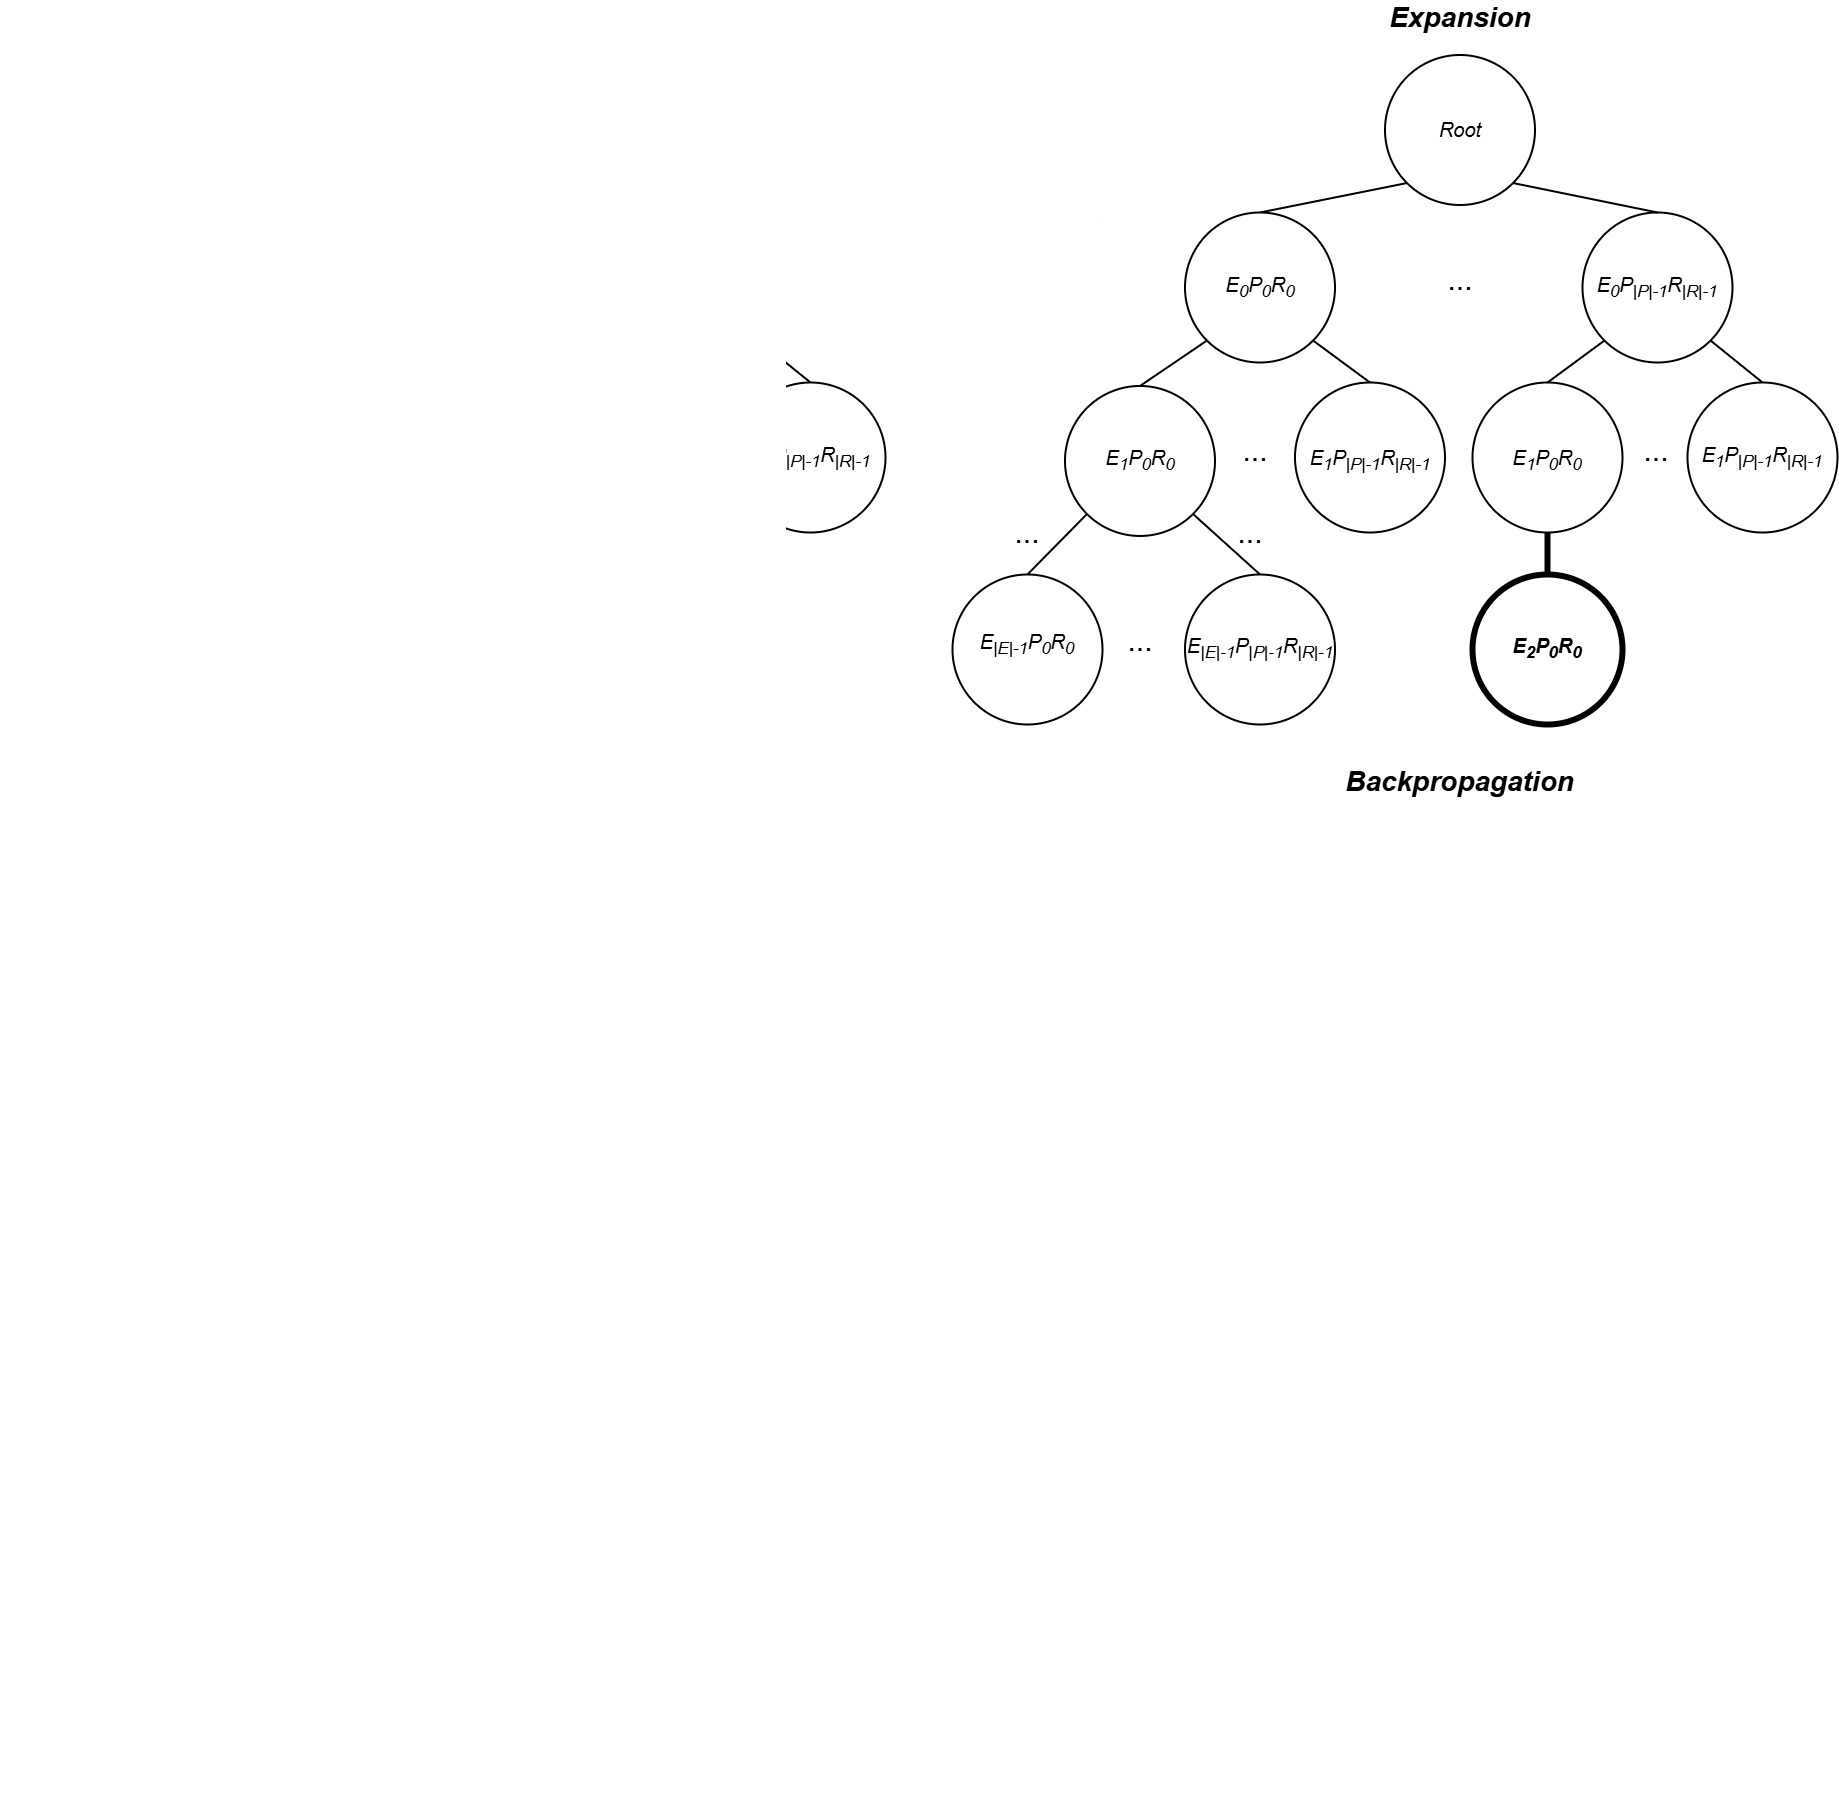 Expansion
Root
E₀P₀R₀ ... E₀P|P|-1R|R|-1
|P|-1R|R|-1 E₁P₀R₀ ... E₁P|P|-1R|R|-1 E₁P₀R₀ ... E₁P|P|-1R|R|-1
... ...
E|E|-1P₀R₀ ... E|E|-1P|P|-1R|R|-1 E₂P₀R₀
Backpropagation